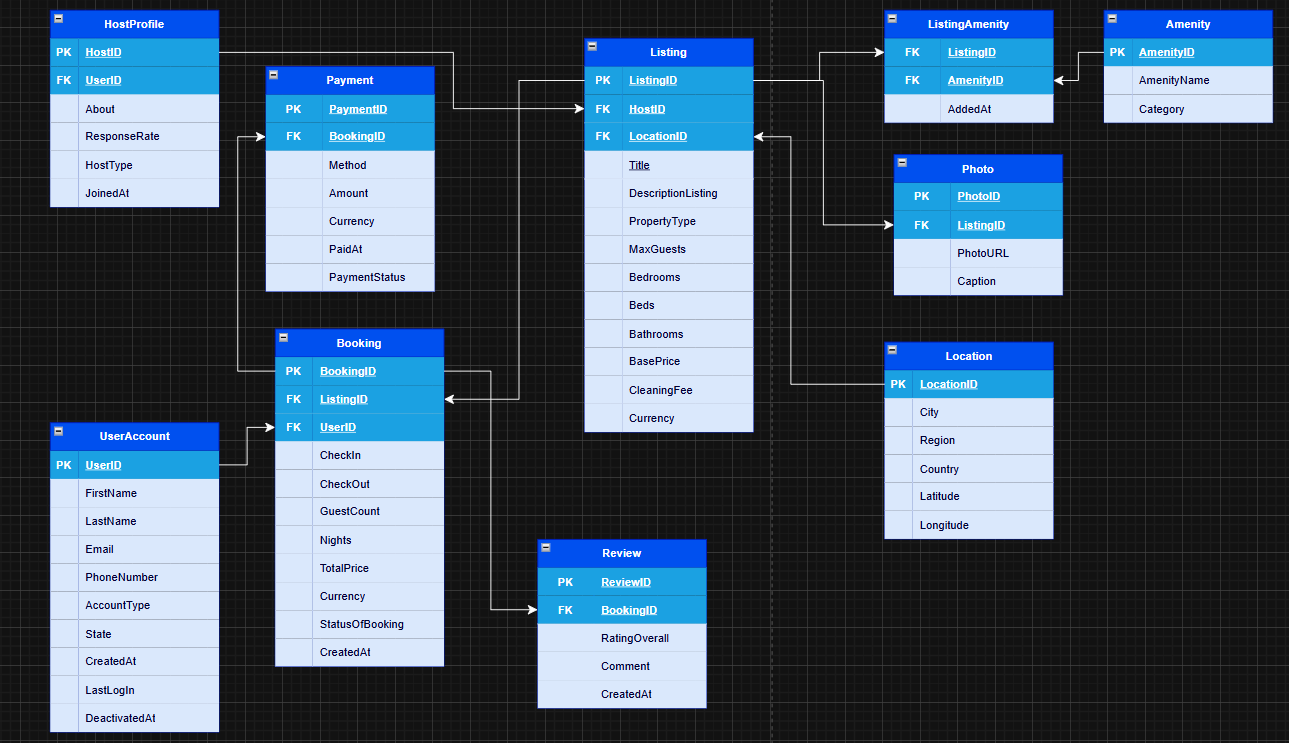 HostProfile
PK HostID
FK UserID
About
ResponseRate
HostType
JoinedAt
Payment
PK PaymentID
FK BookingID
Method
Amount
Currency
PaidAt
PaymentStatus
Booking
PK BookingID
FK ListingID
FK UserID
CheckIn
CheckOut
GuestCount
Nights
TotalPrice
Currency
StatusOfBooking
CreatedAt
UserAccount
PK UserID
FirstName
LastName
Email
PhoneNumber
AccountType
State
CreatedAt
LastLogIn
DeactivatedAt
Listing
PK ListingID
FK HostID
FK LocationID
Title
DescriptionListing
PropertyType
MaxGuests
Bedrooms
Beds
Bathrooms
BasePrice
CleaningFee
Currency
Review
PK ReviewID
FK BookingID
RatingOverall
Comment
CreatedAt
ListingAmenity
FK ListingID
FK AmenityID
AddedAt
Amenity
PK AmenityID
AmenityName
Category
Photo
PK PhotoID
FK ListingID
PhotoURL
Caption
Location
PK LocationID
City
Region
Country
Latitude
Longitude